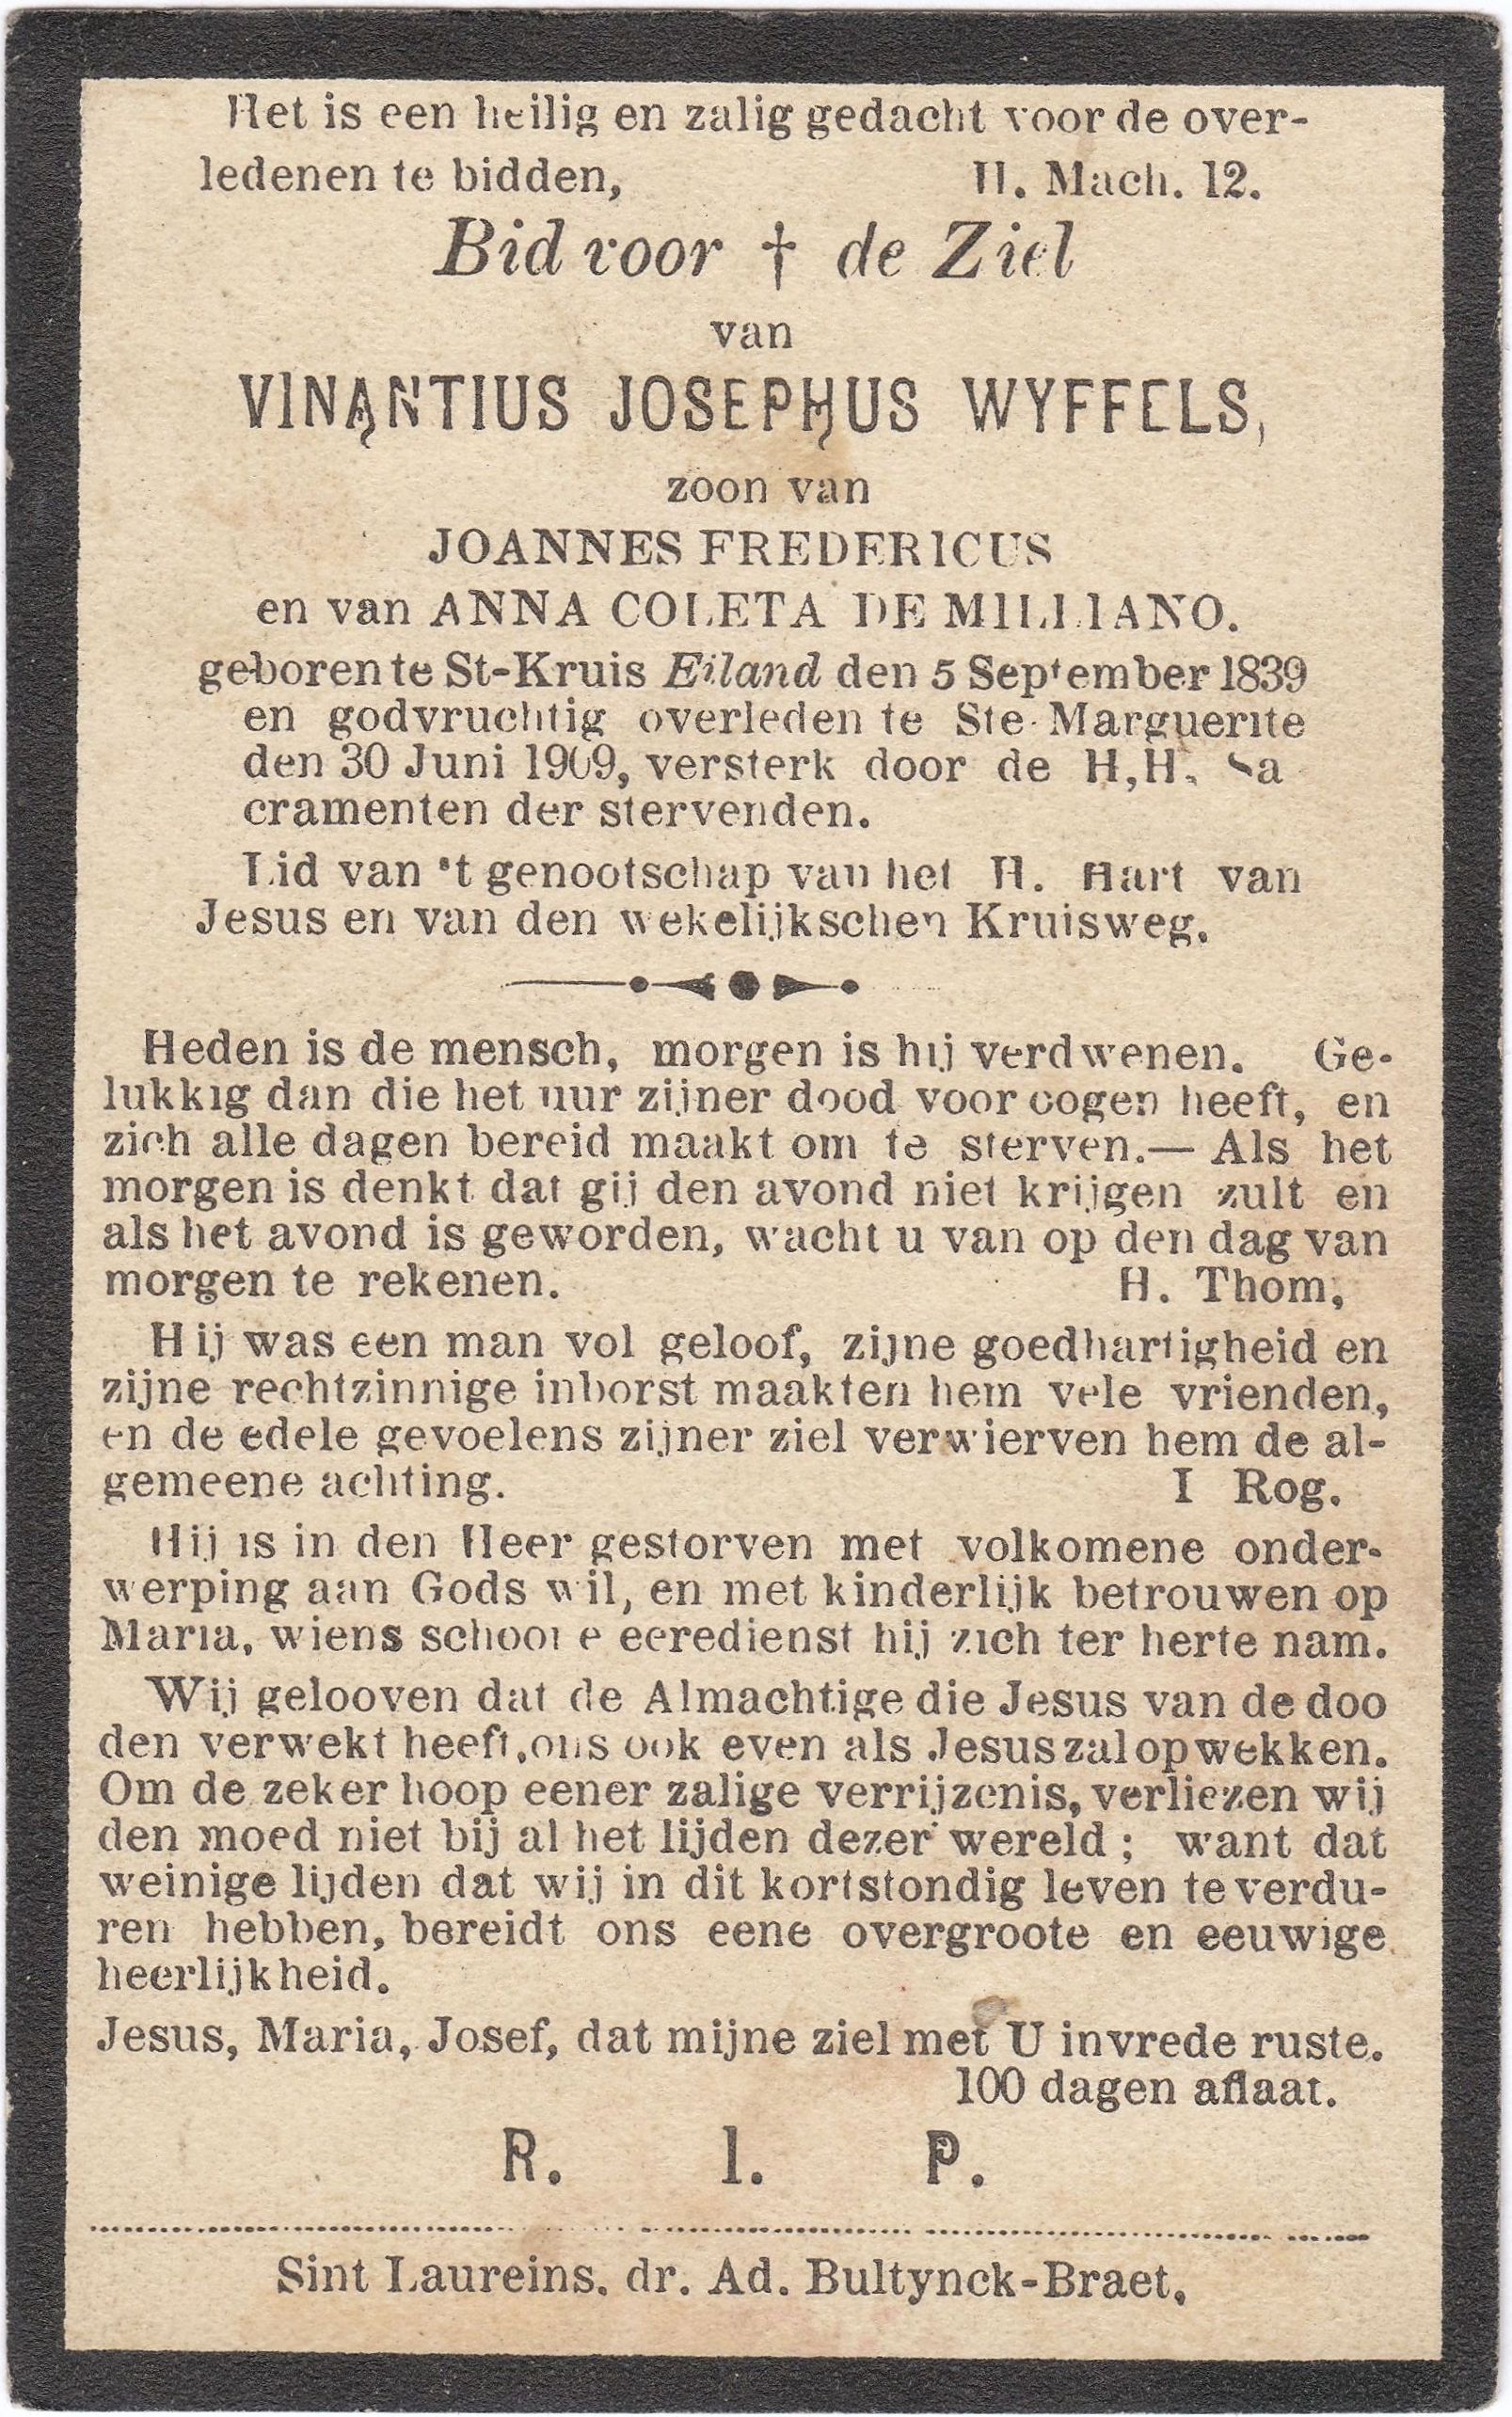 Het is een heilig en zalig gedacht voor de over-
ledenen te bidden, II. Mach. 12.
Bid voor † de Ziel
van
VINANTIUS JOSEPHUS WYFFELS,
zoon van
JOANNES FREDERICUS
en van ANNA COLETA DE MILLIANO.
geboren te St-Kruis Eiland den 5 September 1839
en godvruchtig overleden te Ste-Marguerite
den 30 Juni 1909, versterk door de H,H. Sa
cramenten der stervenden.
Lid van 't genootschap van het H. Hart van
Jesus en van den wekelijkschen Kruisweg.
Heden is de mensch, morgen is hij verdwenen. Ge-
lukkig dan die het uur zijner dood voor oogen heeft, en
zich alle dagen bereid maakt om te sterven.— Als het
morgen is denkt dat gij den avond niet krijgen zult en
als het avond is geworden, wacht u van op den dag van
morgen te rekenen. H. Thom,
Hij was een man vol geloof, zijne goedhartigheid en
zijne rechtzinnige inborst maakten hem vele vrienden,
en de edele gevoelens zijner ziel verwierven hem de al-
gemeene achting. I Rog.
Hij is in den Heer gestorven met volkomene onder-
werping aan Gods wil, en met kinderlijk betrouwen op
Maria, wiens schoone eeredienst hij zich ter herte nam.
Wij gelooven dat de Almachtige die Jesus van de doo
den verwekt heeft, ons ook even als Jesus zal opwekken.
Om de zeker hoop eener zalige verrijzenis, verliezen wij
den moed niet bij al het lijden dezer wereld ; want dat
weinige lijden dat wij in dit kortstondig leven te verdu-
ren hebben, bereidt ons eene overgroote en eeuwige
heerlijkheid.
Jesus, Maria, Josef, dat mijne ziel met U in vrede ruste.
100 dagen aflaat.
R. I. P.
Sint Laureins. dr. Ad. Bultynck-Braet,